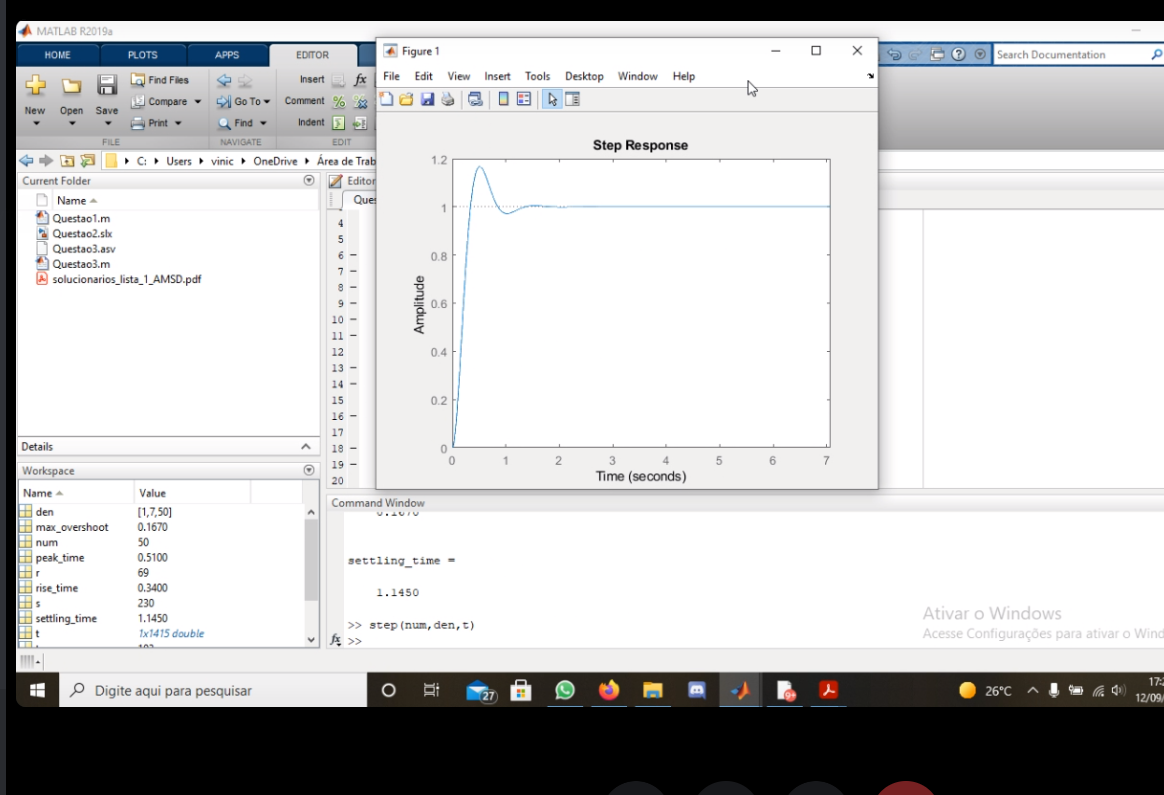 MATLAB R2019a
HOME PLOTS APPS EDITOR
Search Documentation
New Open Save
Find Files
Compare
Print
Go To
Find
Insert fx
Comment
Indent
FILE NAVIGATE EDIT
C: Users vinic OneDrive Área de Trab
Current Folder
Name
Questao1.m
Questao2.slx
Questao3.asv
Questao3.m
solucionarios_lista_1_AMSD.pdf
Details
Workspace
Name Value
den [1,7,50]
max_overshoot 0.1670
num 50
peak_time 0.5100
r 69
rise_time 0.3400
s 230
settling_time 1.1450
t 1x1415 double
Editor
Ques
4
5
6
7
8
9
10
11
12
13
14
15
16
17
18
19
20
Figure 1
File Edit View Insert Tools Desktop Window Help
Step Response
1.2
1
0.8
0.6
0.4
0.2
0
Amplitude
0 1 2 3 4 5 6 7
Time (seconds)
Command Window
0.1670
settling_time =
1.1450
>> step(num,den,t)
fx >>
Ativar o Windows
Acesse Configurações para ativar o Wind
Digite aqui para pesquisar
27
26°C
17:2
12/09/